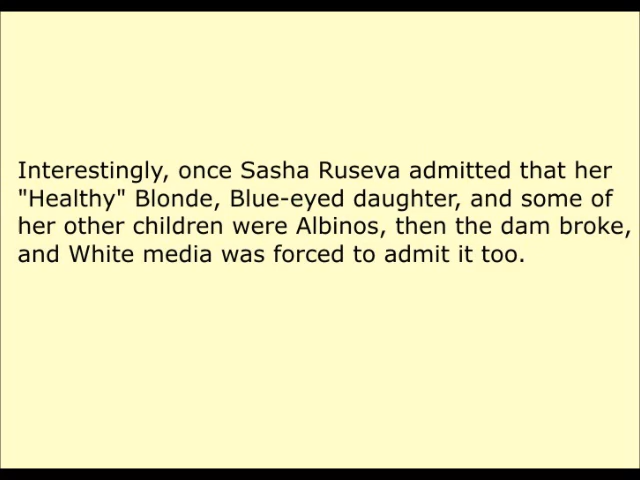 Interestingly, once Sasha Ruseva admitted that her
"Healthy" Blonde, Blue-eyed daughter, and some of
her other children were Albinos, then the dam broke,
and White media was forced to admit it too.